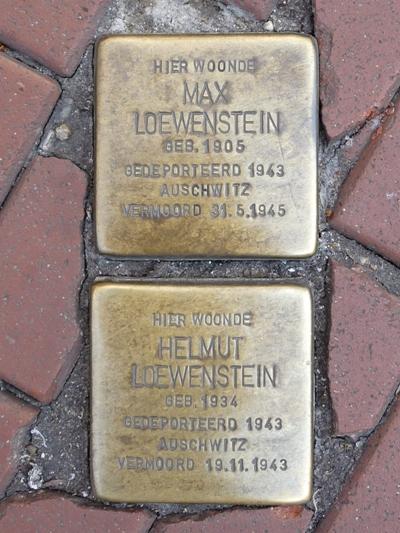 HIER WOONDE
MAX
LOEWENSTEIN
GEB. 1905
GEDEPORTEERD 1943
AUSCHWITZ
VERMOORD 31.5.1945
HIER WOONDE
HELMUT
LOEWENSTEIN
GEB. 1934
GEDEPORTEERD 1943
AUSCHWITZ
VERMOORD 19.11.1943